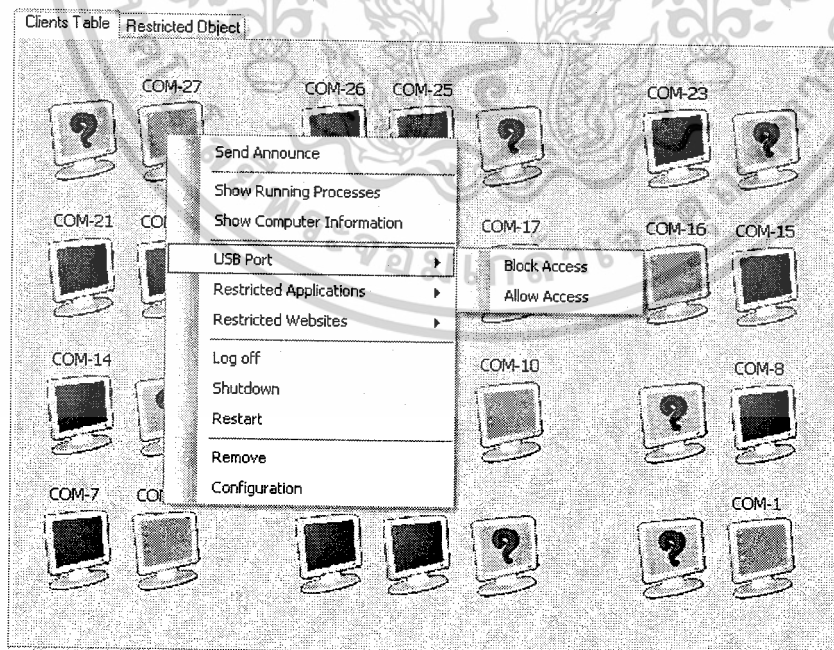 Clients Table Restricted Object
COM-27 COM-26 COM-25 COM-23
Send Announce
Show Running Processes
Show Computer Information
COM-21 COM-17 COM-16 COM-15
USB Port
Block Access
Restricted Applications
Allow Access
Restricted Websites
Log off
COM-14 COM-10 COM-8
Shutdown
Restart
Remove
Configuration
COM-7 COM-1